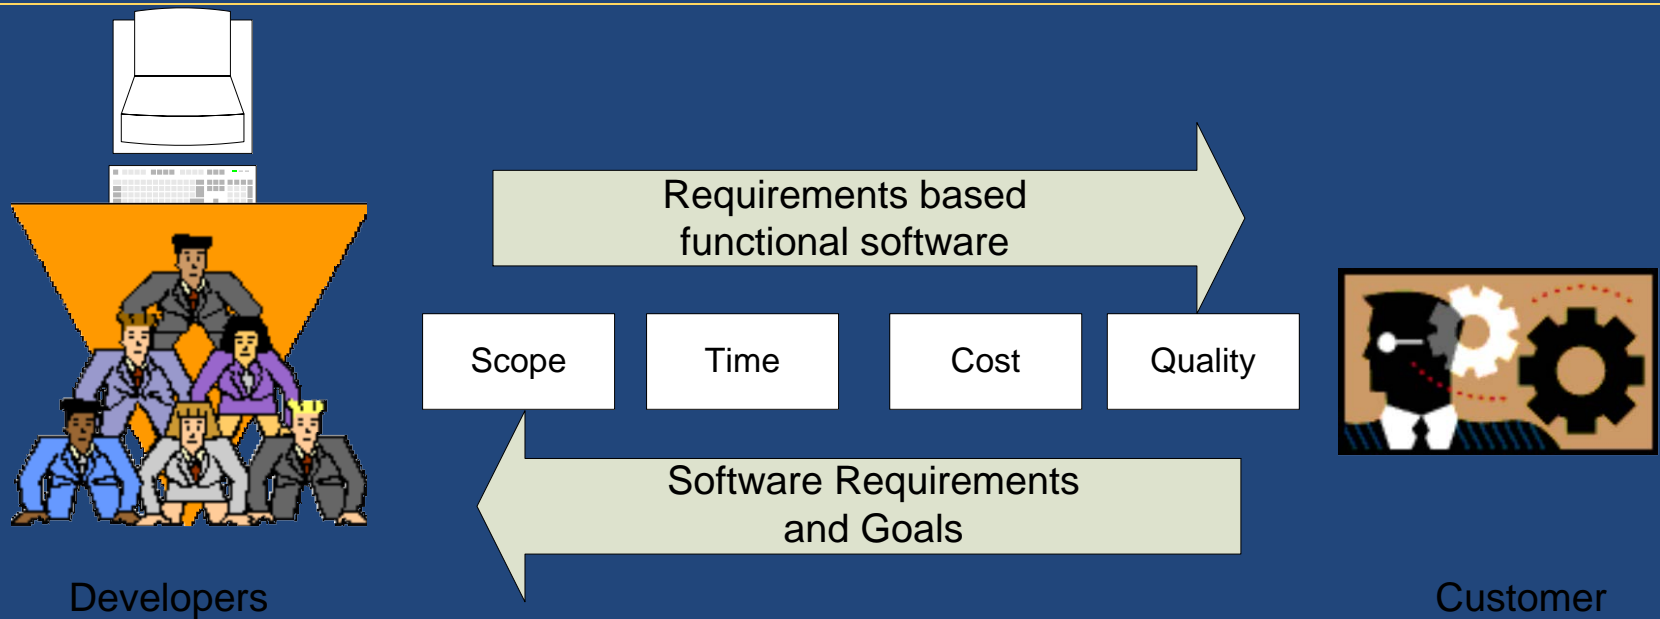 Requirements based
functional software
Scope
Time
Cost
Quality
Software Requirements
and Goals
Developers
Customer